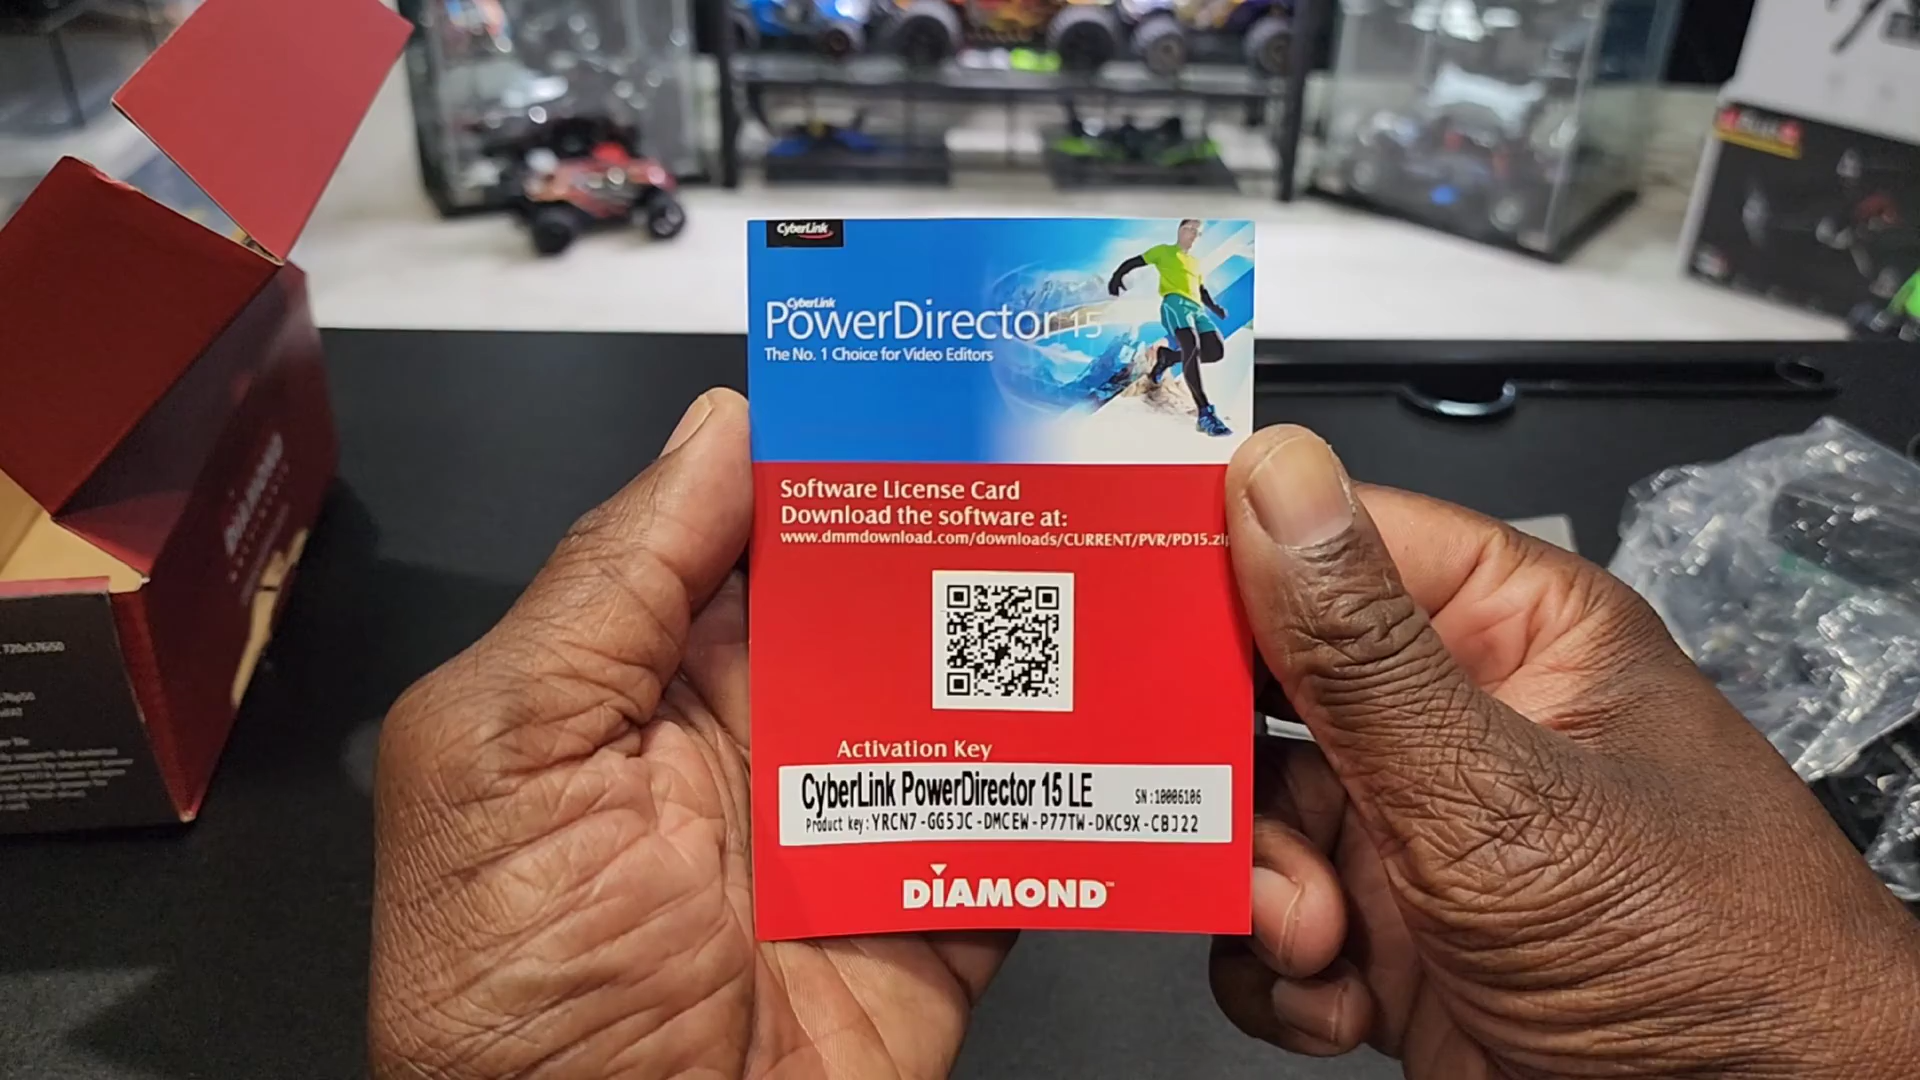 CyberLink
CyberLink
PowerDirector 15
The No. 1 Choice for Video Editors
Software License Card
Download the software at:
www.dmmdownload.com/downloads/CURRENT/PVR/PD15.zip
Activation Key
CyberLink PowerDirector 15 LE
SN:10006106
Product key:YRCN7-GG5JC-DMCEW-P77TW-DKC9X-CBJ22
DIAMOND™
DIAMOND